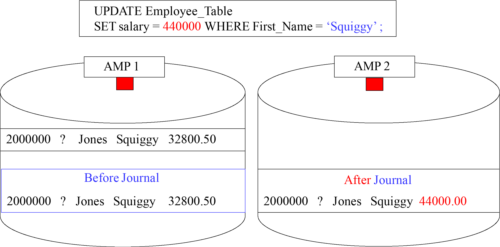 UPDATE Employee_Table
SET salary = 440000 WHERE First_Name = ‘Squiggy’ ;
AMP 1
AMP 2
2000000 ? Jones Squiggy 32800.50
Before Journal
2000000 ? Jones Squiggy 32800.50
After Journal
2000000 ? Jones Squiggy 44000.00